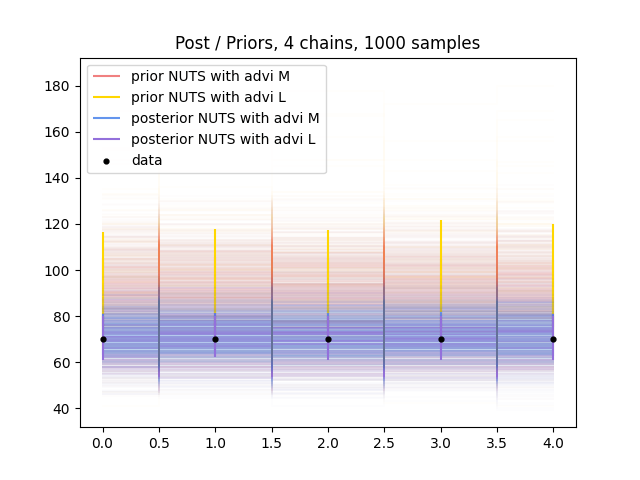 Post / Priors, 4 chains, 1000 samples
prior NUTS with advi M
prior NUTS with advi L
posterior NUTS with advi M
posterior NUTS with advi L
data
180
160
140
120
100
80
60
40
0.0 0.5 1.0 1.5 2.0 2.5 3.0 3.5 4.0